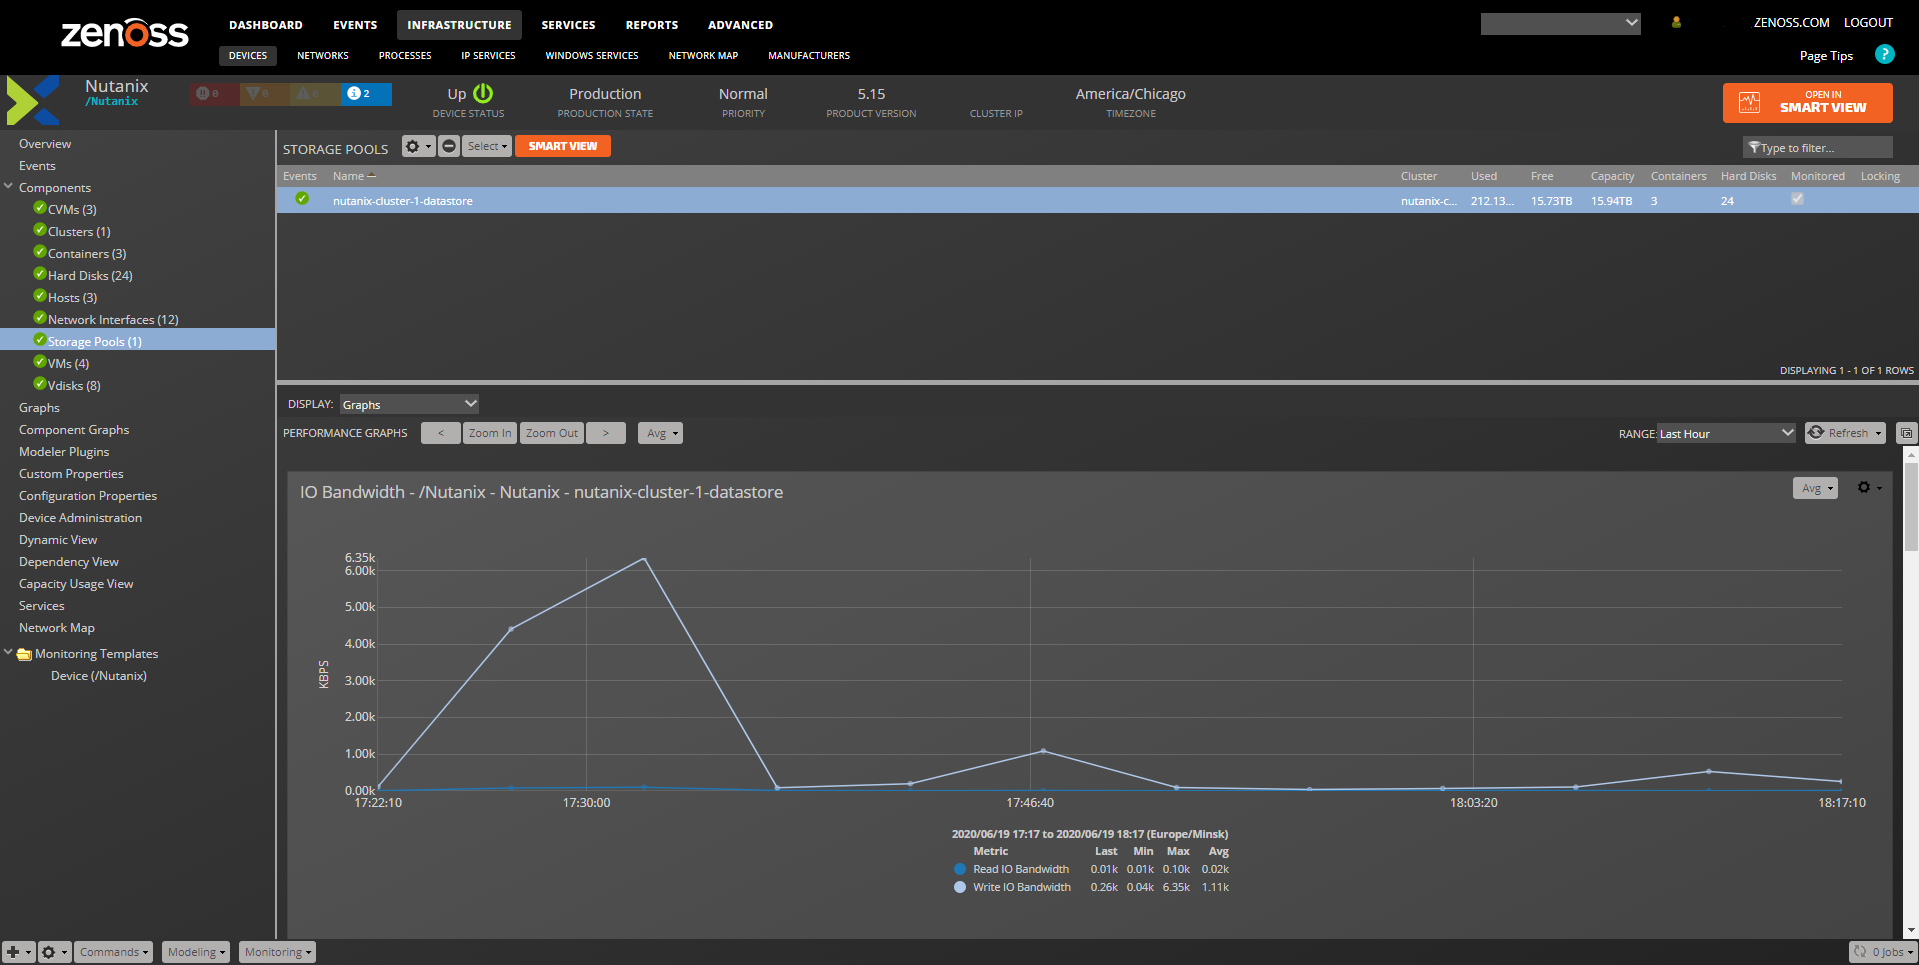 zenoss
DASHBOARD EVENTS INFRASTRUCTURE SERVICES REPORTS ADVANCED
ZENOSS.COM LOGOUT
DEVICES NETWORKS PROCESSES IP SERVICES WINDOWS SERVICES NETWORK MAP MANUFACTURERS
Page Tips ?
Nutanix
/Nutanix
0 0 0 2
Up
DEVICE STATUS
Production
PRODUCTION STATE
Normal
PRIORITY
5.15
PRODUCT VERSION
CLUSTER IP
America/Chicago
TIMEZONE
OPEN IN
SMART VIEW
Overview
Events
Components
CVMs (3)
Clusters (1)
Containers (3)
Hard Disks (24)
Hosts (3)
Network Interfaces (12)
Storage Pools (1)
VMs (4)
Vdisks (8)
Graphs
Component Graphs
Modeler Plugins
Custom Properties
Configuration Properties
Device Administration
Dynamic View
Dependency View
Capacity Usage View
Services
Network Map
Monitoring Templates
Device (/Nutanix)
STORAGE POOLS Select SMART VIEW Type to filter...
Events Name Cluster Used Free Capacity Containers Hard Disks Monitored Locking
nutanix-cluster-1-datastore nutanix-c... 212.13... 15.73TB 15.94TB 3 24
DISPLAYING 1 - 1 OF 1 ROWS
DISPLAY: Graphs
PERFORMANCE GRAPHS < Zoom In Zoom Out > Avg RANGE: Last Hour Refresh
IO Bandwidth - /Nutanix - Nutanix - nutanix-cluster-1-datastore Avg
6.35k
6.00k
5.00k
4.00k
3.00k
2.00k
1.00k
0.00k
KBPS
17:22:10 17:30:00 17:46:40 18:03:20 18:17:10
2020/06/19 17:17 to 2020/06/19 18:17 (Europe/Minsk)
Metric Last Min Max Avg
Read IO Bandwidth 0.01k 0.01k 0.10k 0.02k
Write IO Bandwidth 0.26k 0.04k 6.35k 1.11k
Commands Modeling Monitoring 0 Jobs